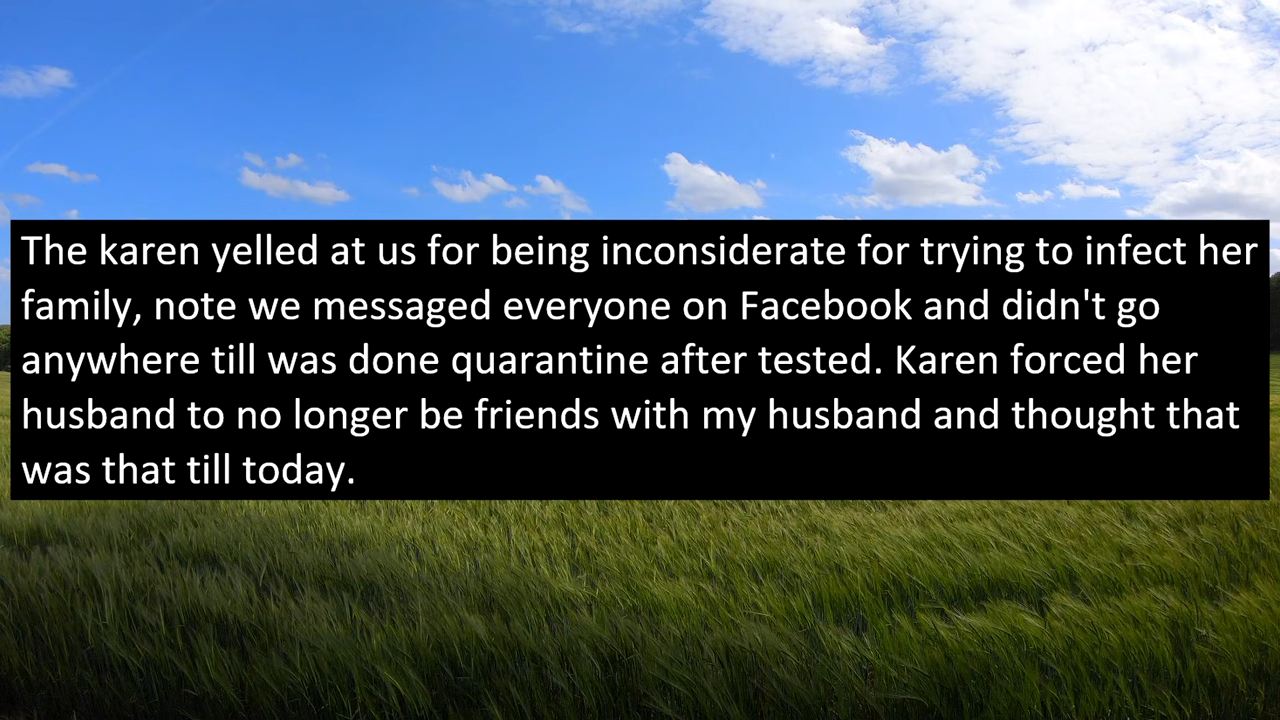 The karen yelled at us for being inconsiderate for trying to infect her
family, note we messaged everyone on Facebook and didn't go
anywhere till was done quarantine after tested. Karen forced her
husband to no longer be friends with my husband and thought that
was that till today.